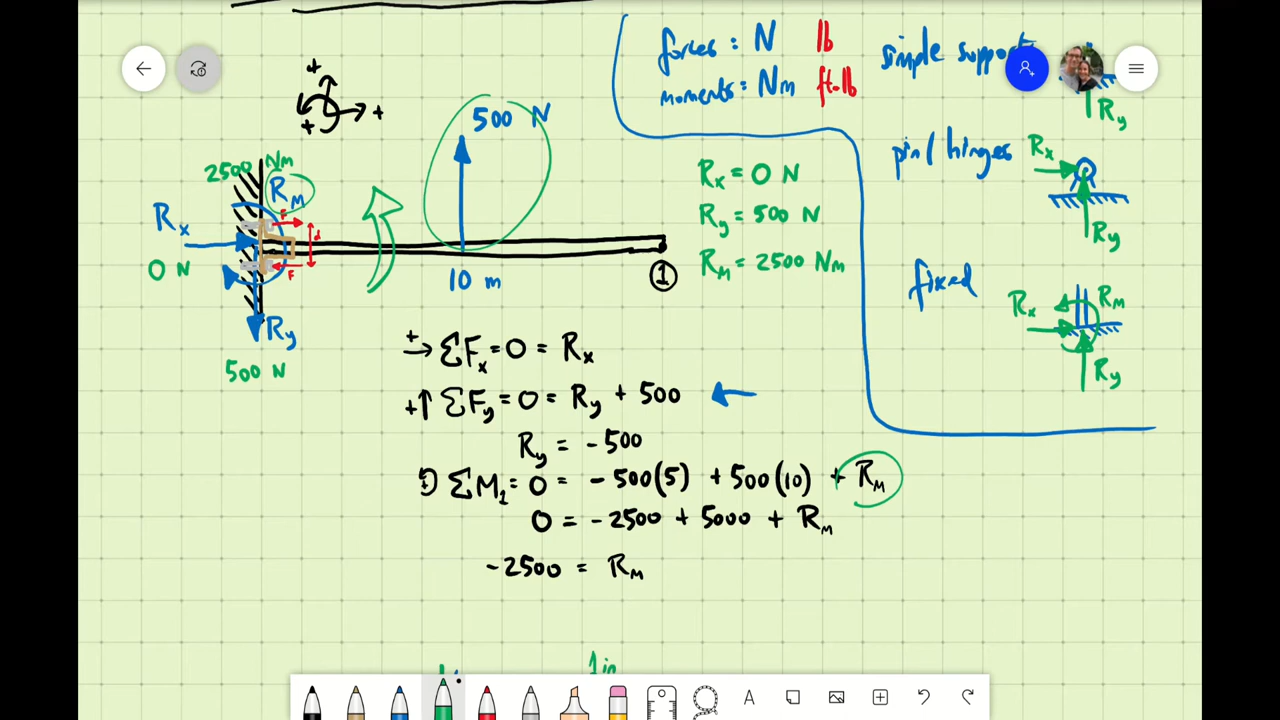 forces : N lb
moments : Nm ft·lb
simple support
Ry
pin/ hinges
Rx
Ry
fixed
Rx
RM
Ry
+
+
+
500 N
2500 Nm
RM
Rx
F
d
F
0 N
Ry
500 N
10 m
1
Rx = 0 N
Ry = 500 N
RM = 2500 Nm
+→ ΣFx = 0 = Rx
+↑ ΣFy = 0 = Ry + 500
Ry = -500
ΣM1 = 0 = -500(5) + 500(10) + RM
0 = -2500 + 5000 + RM
-2500 = RM
1in
A